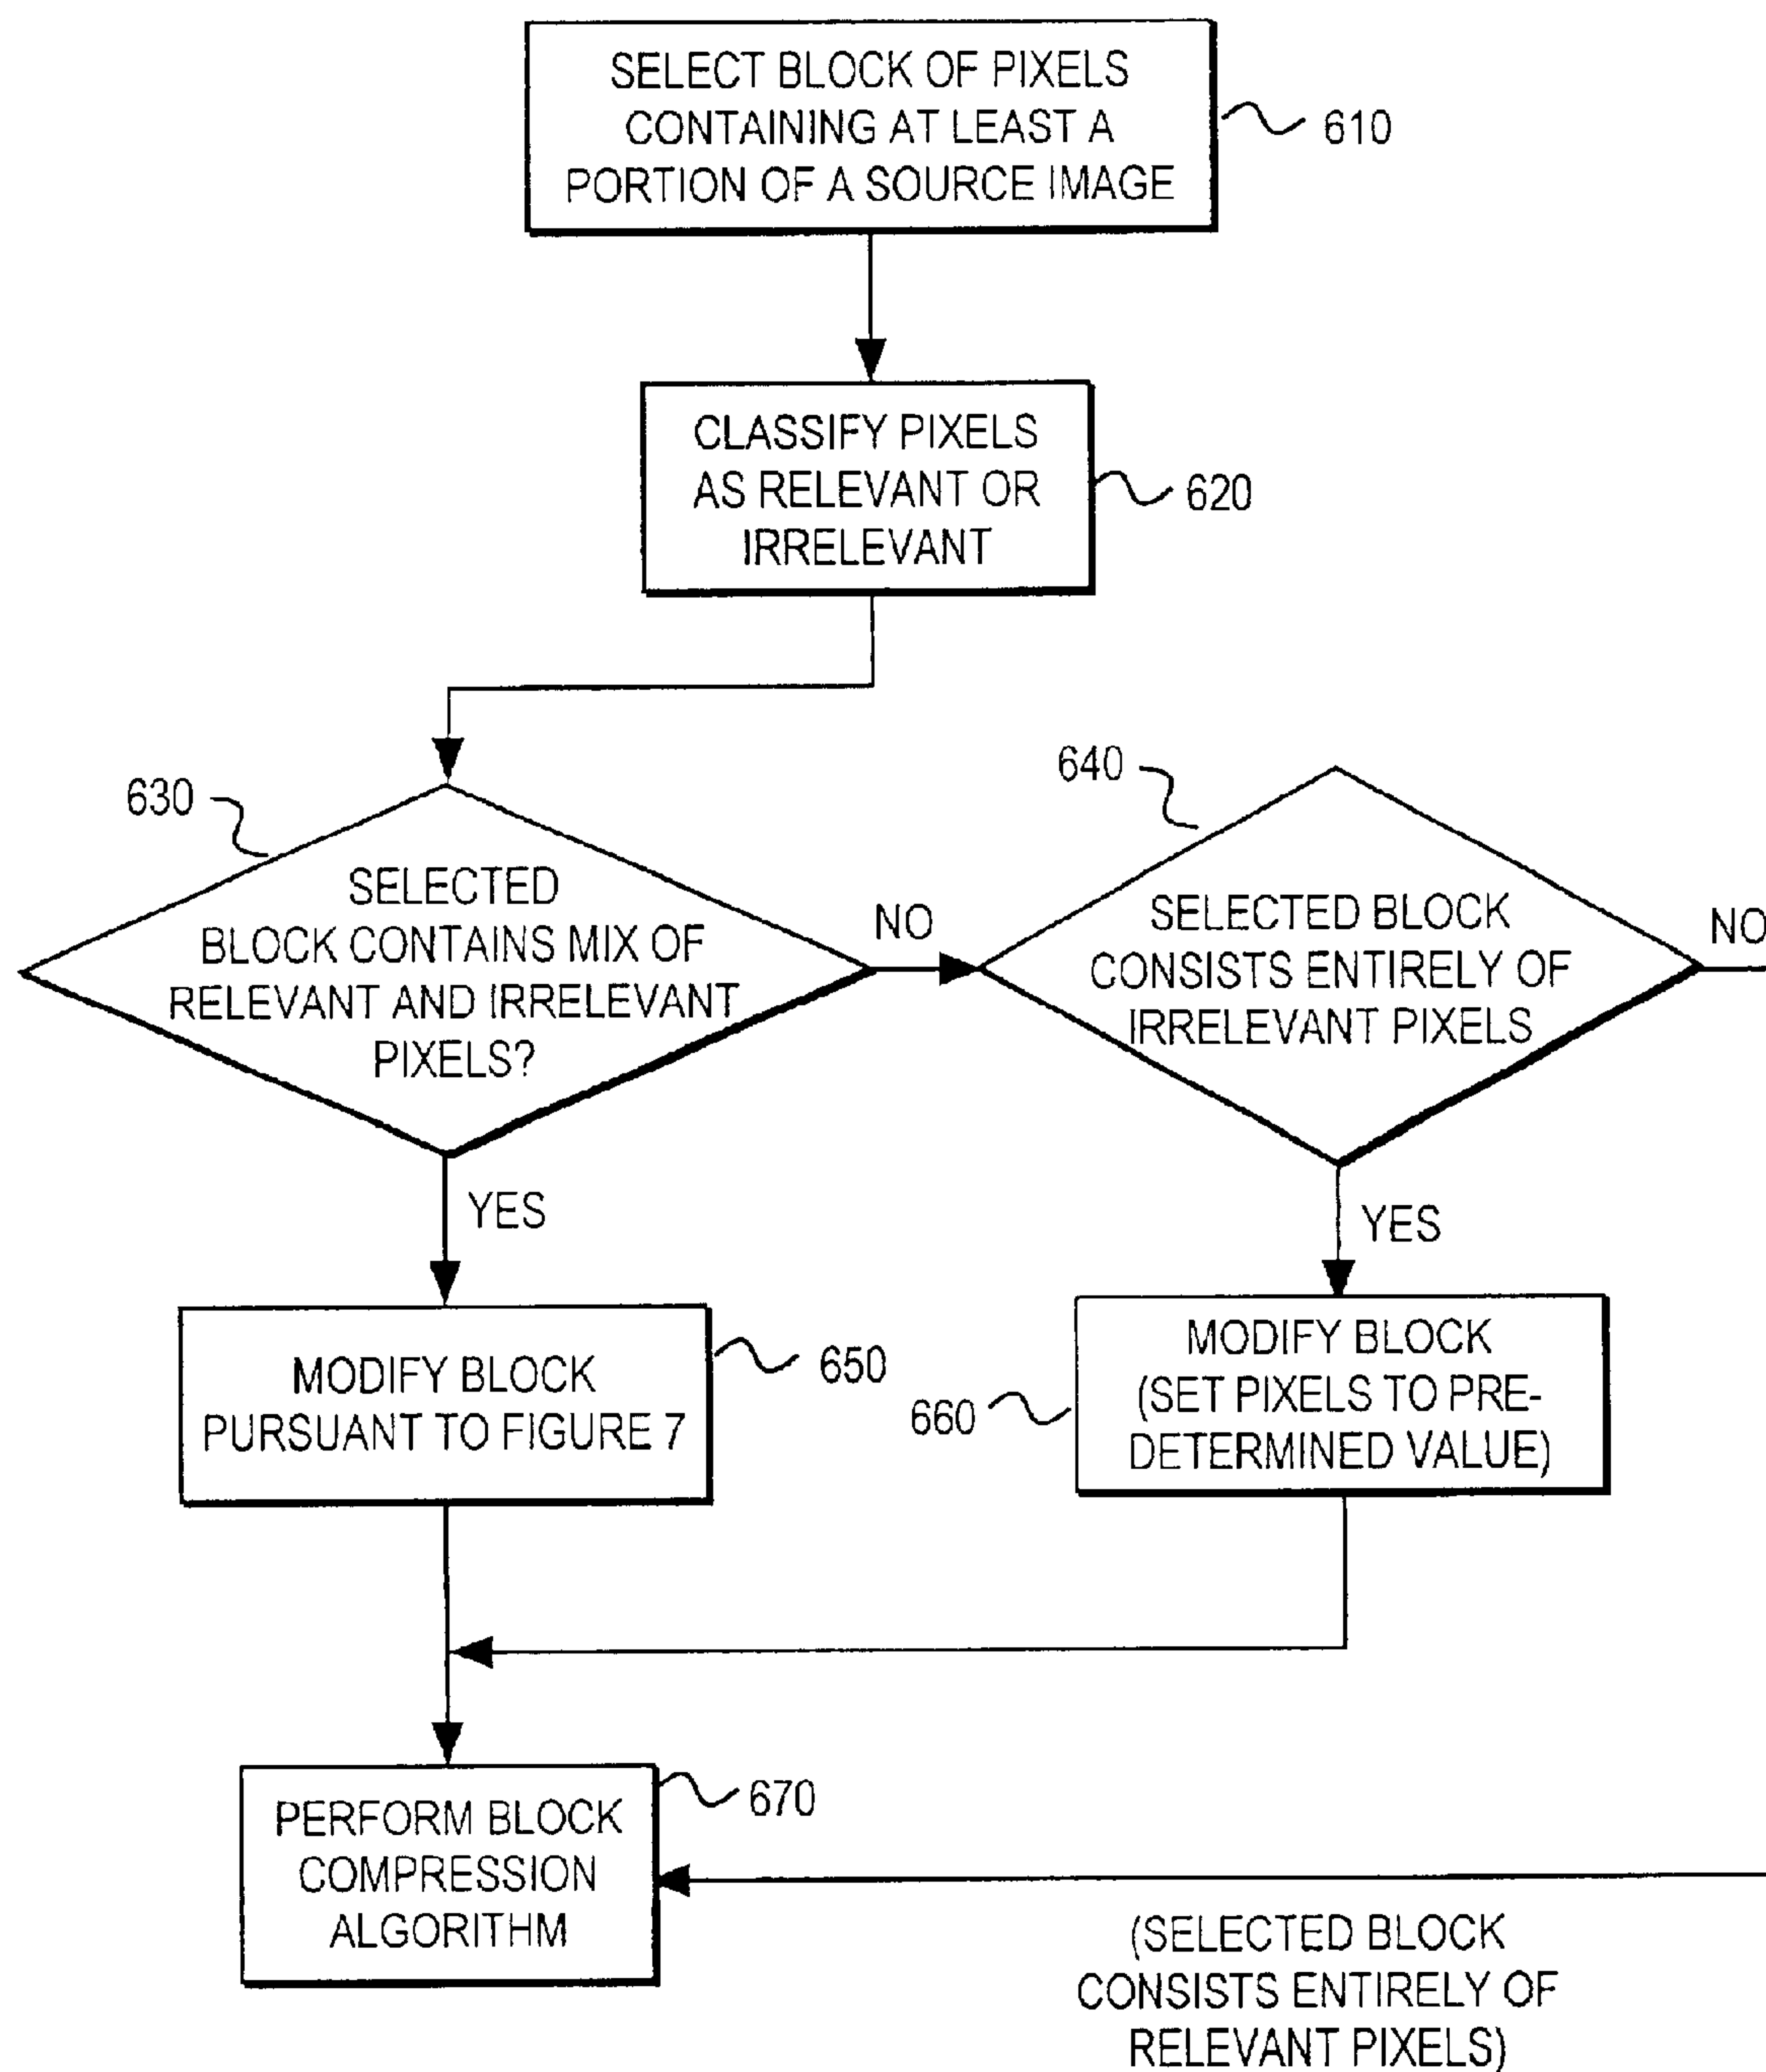 SELECT BLOCK OF PIXELS
CONTAINING AT LEAST A
PORTION OF A SOURCE IMAGE
610
CLASSIFY PIXELS
AS RELEVANT OR
IRRELEVANT
620
630
SELECTED
BLOCK CONTAINS MIX OF
RELEVANT AND IRRELEVANT
PIXELS?
NO
640
SELECTED BLOCK
CONSISTS ENTIRELY OF
IRRELEVANT PIXELS
NO
YES
YES
MODIFY BLOCK
PURSUANT TO FIGURE 7
650
660
MODIFY BLOCK
(SET PIXELS TO PRE-
DETERMINED VALUE)
PERFORM BLOCK
COMPRESSION
ALGORITHM
670
(SELECTED BLOCK
CONSISTS ENTIRELY OF
RELEVANT PIXELS)